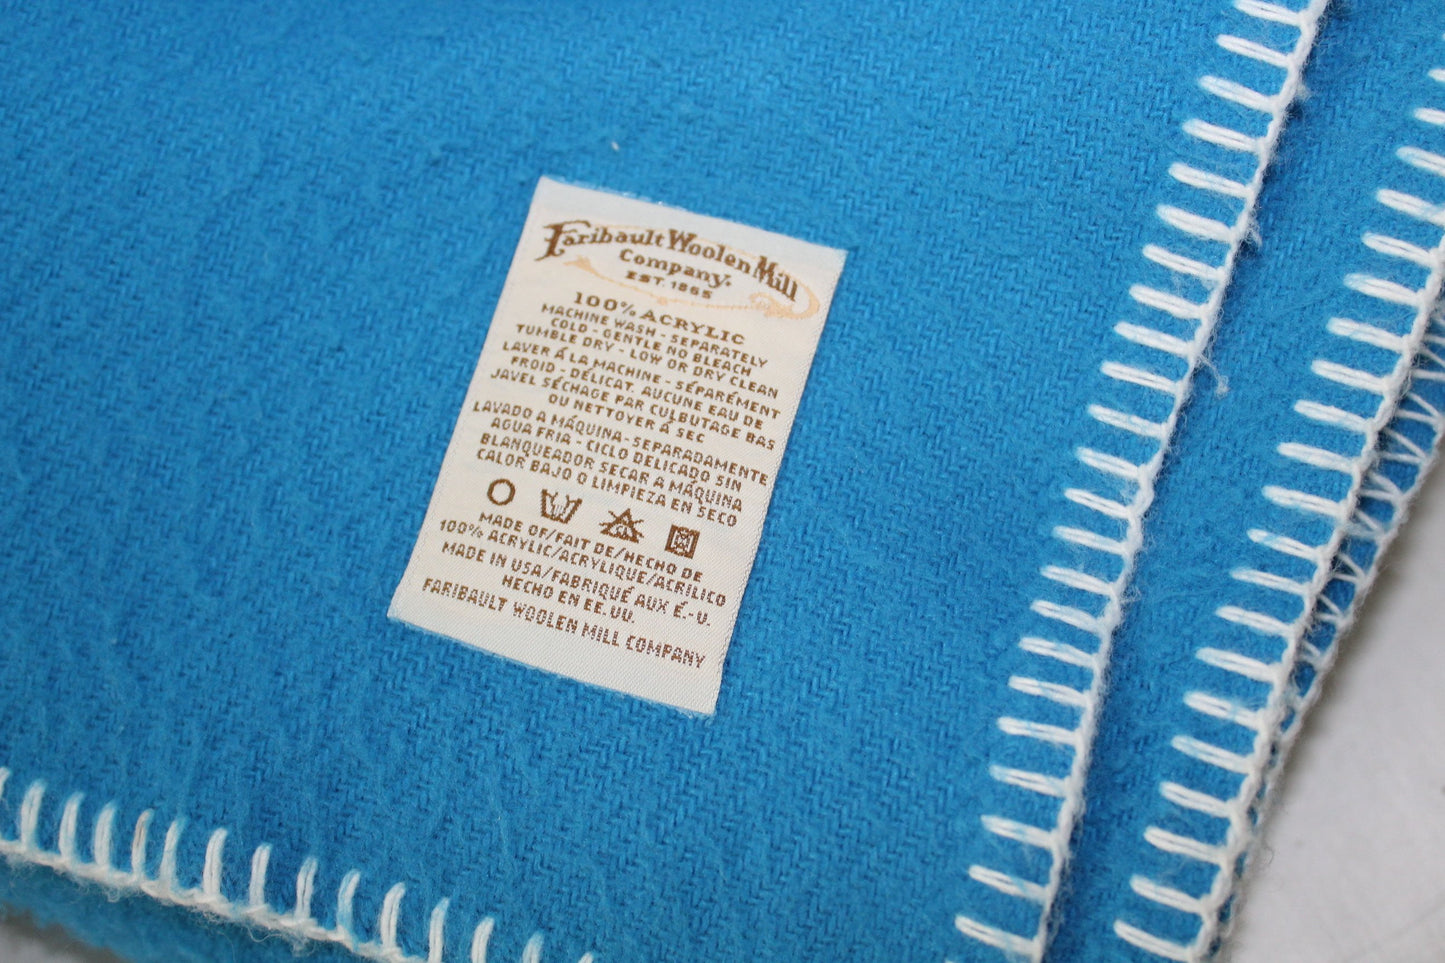 Faribault Woolen Mill
Company.
EST. 1865
100% ACRYLIC
MACHINE WASH - SEPARATELY
COLD - GENTLE NO BLEACH
TUMBLE DRY - LOW OR DRY CLEAN
LAVER Á LA MACHINE - SÉPARÉMENT
FROID - DÉLICAT. AUCUNE EAU DE
JAVEL SÉCHAGE PAR CULBUTAGE BAS
OU NETTOYER Á SEC
LAVADO A MÁQUINA - SEPARADAMENTE
AGUA FRIA - CICLO DELICADO SIN
BLANQUEADOR SECAR A MÁQUINA
CALOR BAJO O LIMPIEZA EN SECO
MADE OF/FAIT DE/HECHO DE
100% ACRYLIC/ACRYLIQUE/ACRÍLICO
MADE IN USA/FABRIQUÉ AUX É.-U.
HECHO EN EE. UU.
FARIBAULT WOOLEN MILL COMPANY